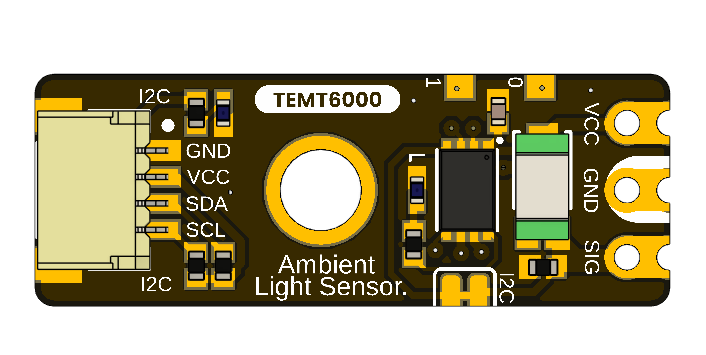 I2C
TEMT6000
1
0
VCC
GND
VCC
SDA
SCL
L
GND
SIG
Ambient
Light Sensor.
I2C
I2C